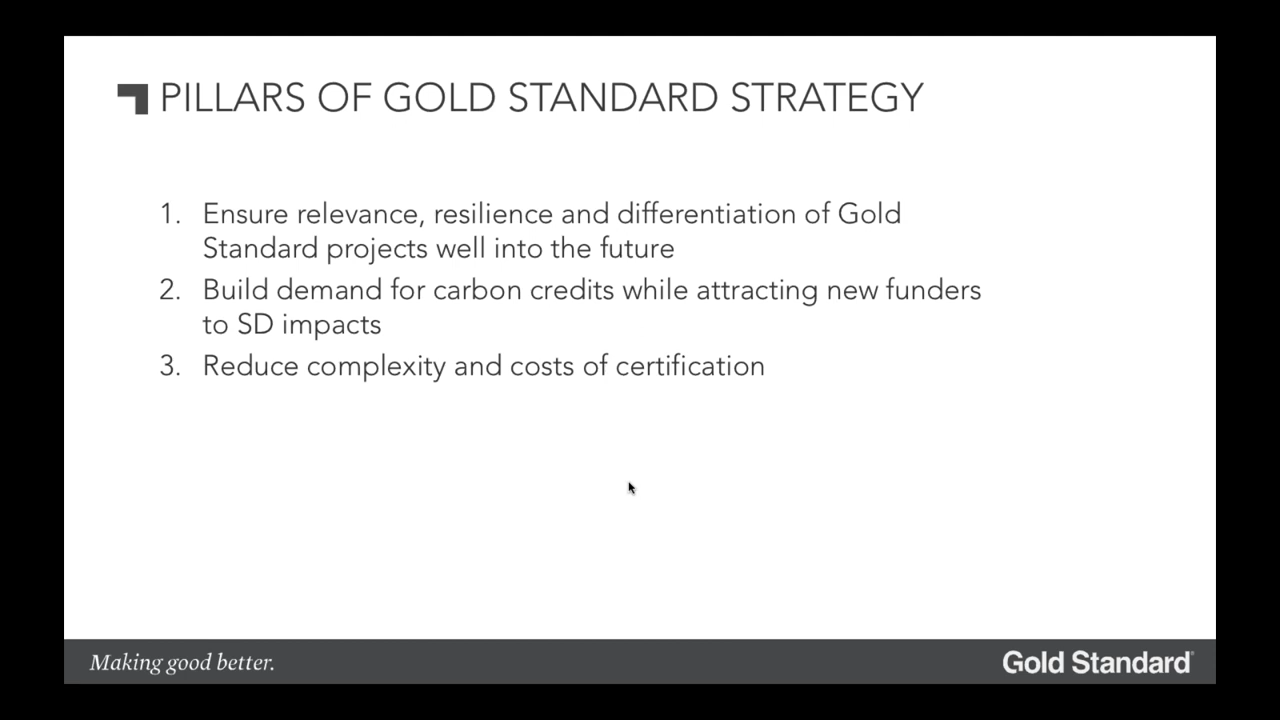 PILLARS OF GOLD STANDARD STRATEGY
1. Ensure relevance, resilience and differentiation of Gold
Standard projects well into the future
2. Build demand for carbon credits while attracting new funders
to SD impacts
3. Reduce complexity and costs of certification
Making good better.
Gold Standard®